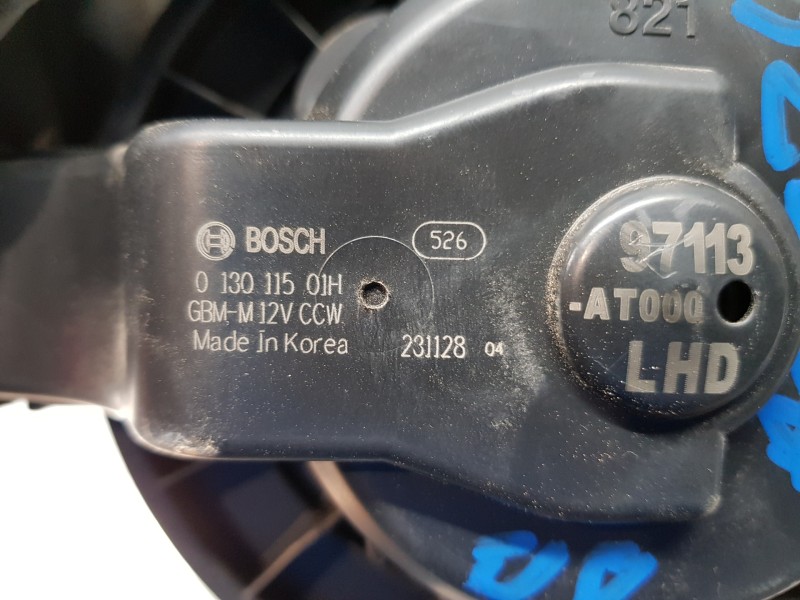 821
BOSCH
526
0 130 115 01H
GBM-M 12V CCW
Made In Korea
231128 04
97113
-AT000
LHD